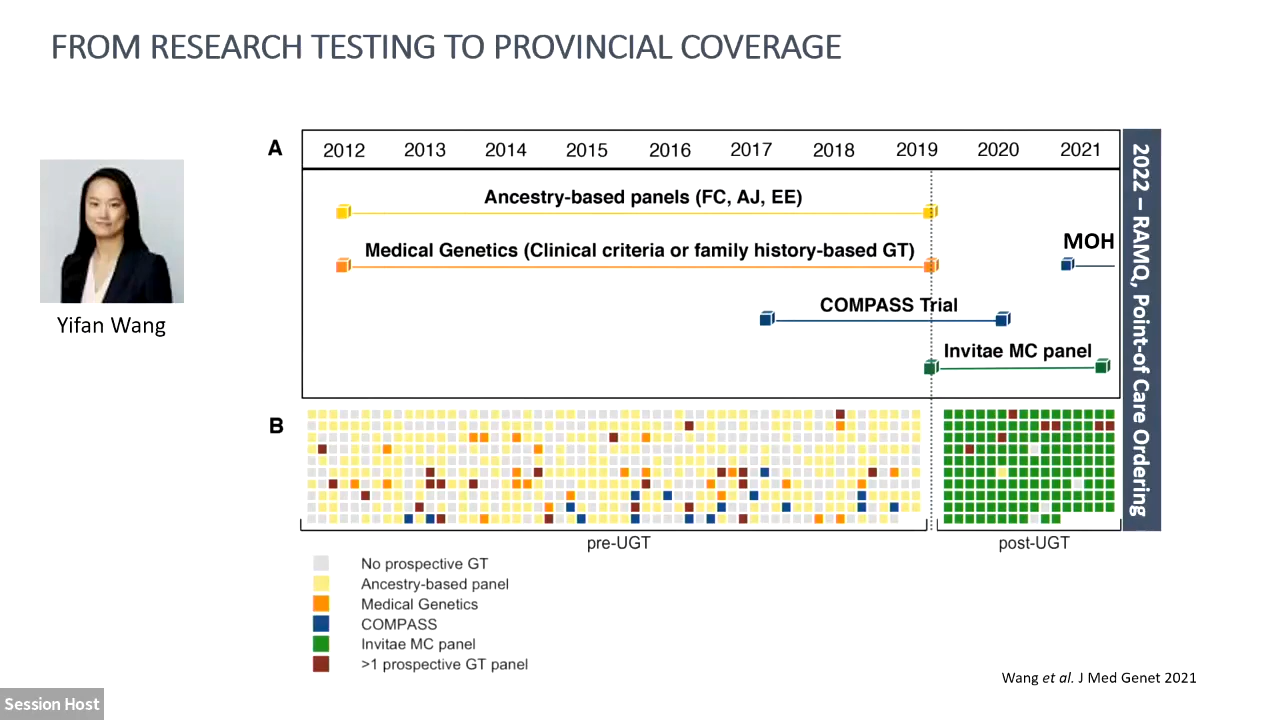 FROM RESEARCH TESTING TO PROVINCIAL COVERAGE
Yifan Wang
A
2012 2013 2014 2015 2016 2017 2018 2019 2020 2021
Ancestry-based panels (FC, AJ, EE)
Medical Genetics (Clinical criteria or family history-based GT)
MOH
COMPASS Trial
Invitae MC panel
2022 – RAMQ, Point-of Care Ordering
B
pre-UGT
post-UGT
No prospective GT
Ancestry-based panel
Medical Genetics
COMPASS
Invitae MC panel
>1 prospective GT panel
Wang et al. J Med Genet 2021
Session Host